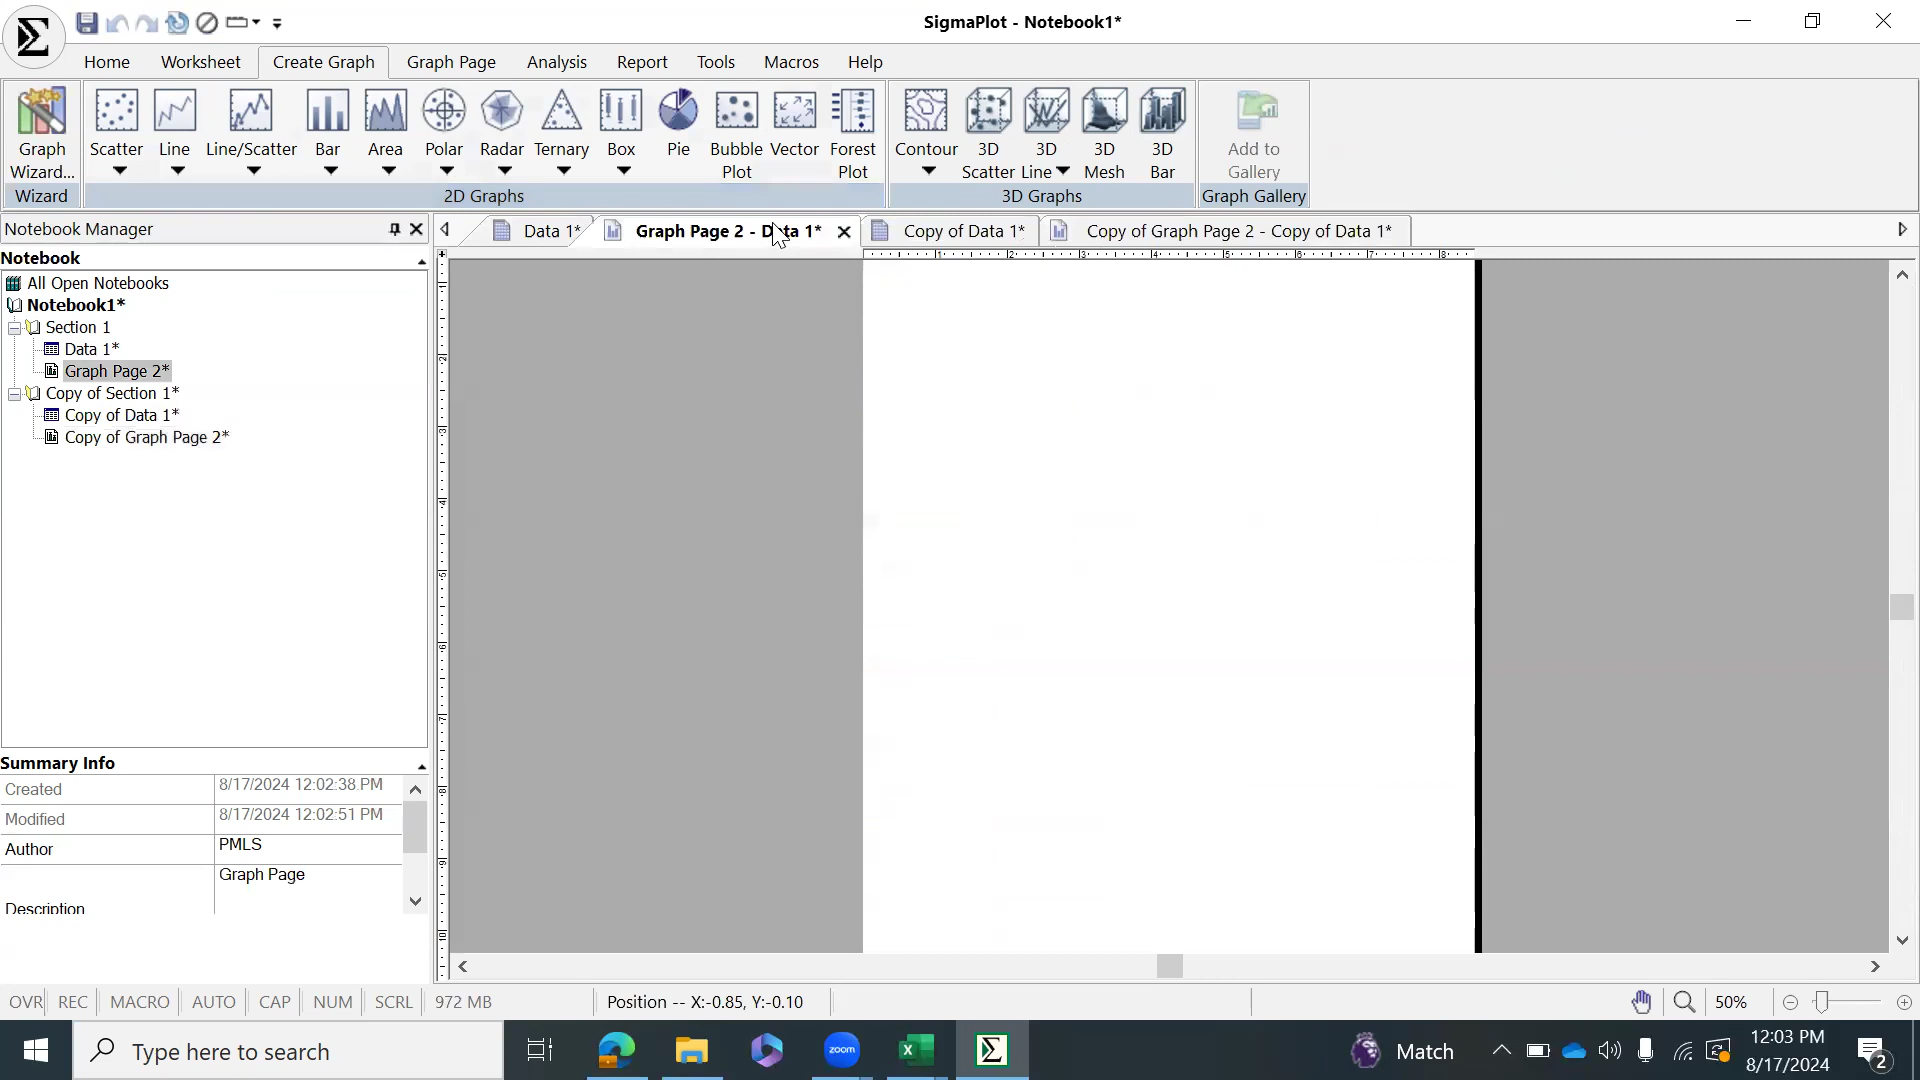 SigmaPlot - Notebook1*
Home Worksheet Create Graph Graph Page Analysis Report Tools Macros Help
Graph Wizard...
Scatter
Line
Line/Scatter
Bar
Area
Polar
Radar
Ternary
Box
Pie
Bubble Plot
Vector
Forest Plot
Contour
3D Scatter
3D Line
3D Mesh
3D Bar
Add to Gallery
Wizard
2D Graphs
3D Graphs
Graph Gallery
Notebook Manager
Data 1*
Graph Page 2 - Data 1*
Copy of Data 1*
Copy of Graph Page 2 - Copy of Data 1*
Notebook
All Open Notebooks
Notebook1*
Section 1
Data 1*
Graph Page 2*
Copy of Section 1*
Copy of Data 1*
Copy of Graph Page 2*
Summary Info
Created 8/17/2024 12:02:38 PM
Modified 8/17/2024 12:02:51 PM
Author PMLS
Graph Page
Description
OVR REC MACRO AUTO CAP NUM SCRL 972 MB Position -- X:-0.85, Y:-0.10 50%
Type here to search
zoom
Match
12:03 PM
8/17/2024
2